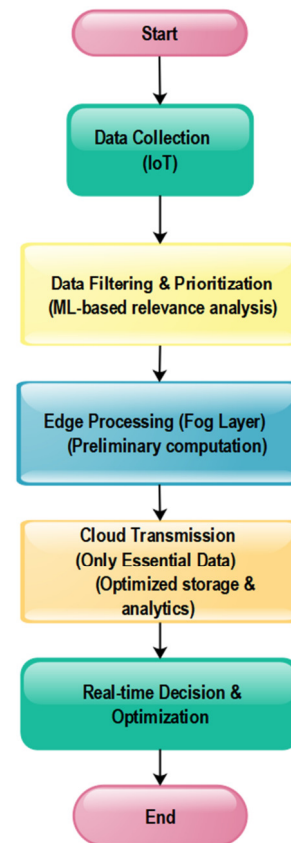 Start
Data Collection
(IoT)
Data Filtering & Prioritization
(ML-based relevance analysis)
Edge Processing (Fog Layer)
(Preliminary computation)
Cloud Transmission
(Only Essential Data)
(Optimized storage &
analytics)
Real-time Decision &
Optimization
End